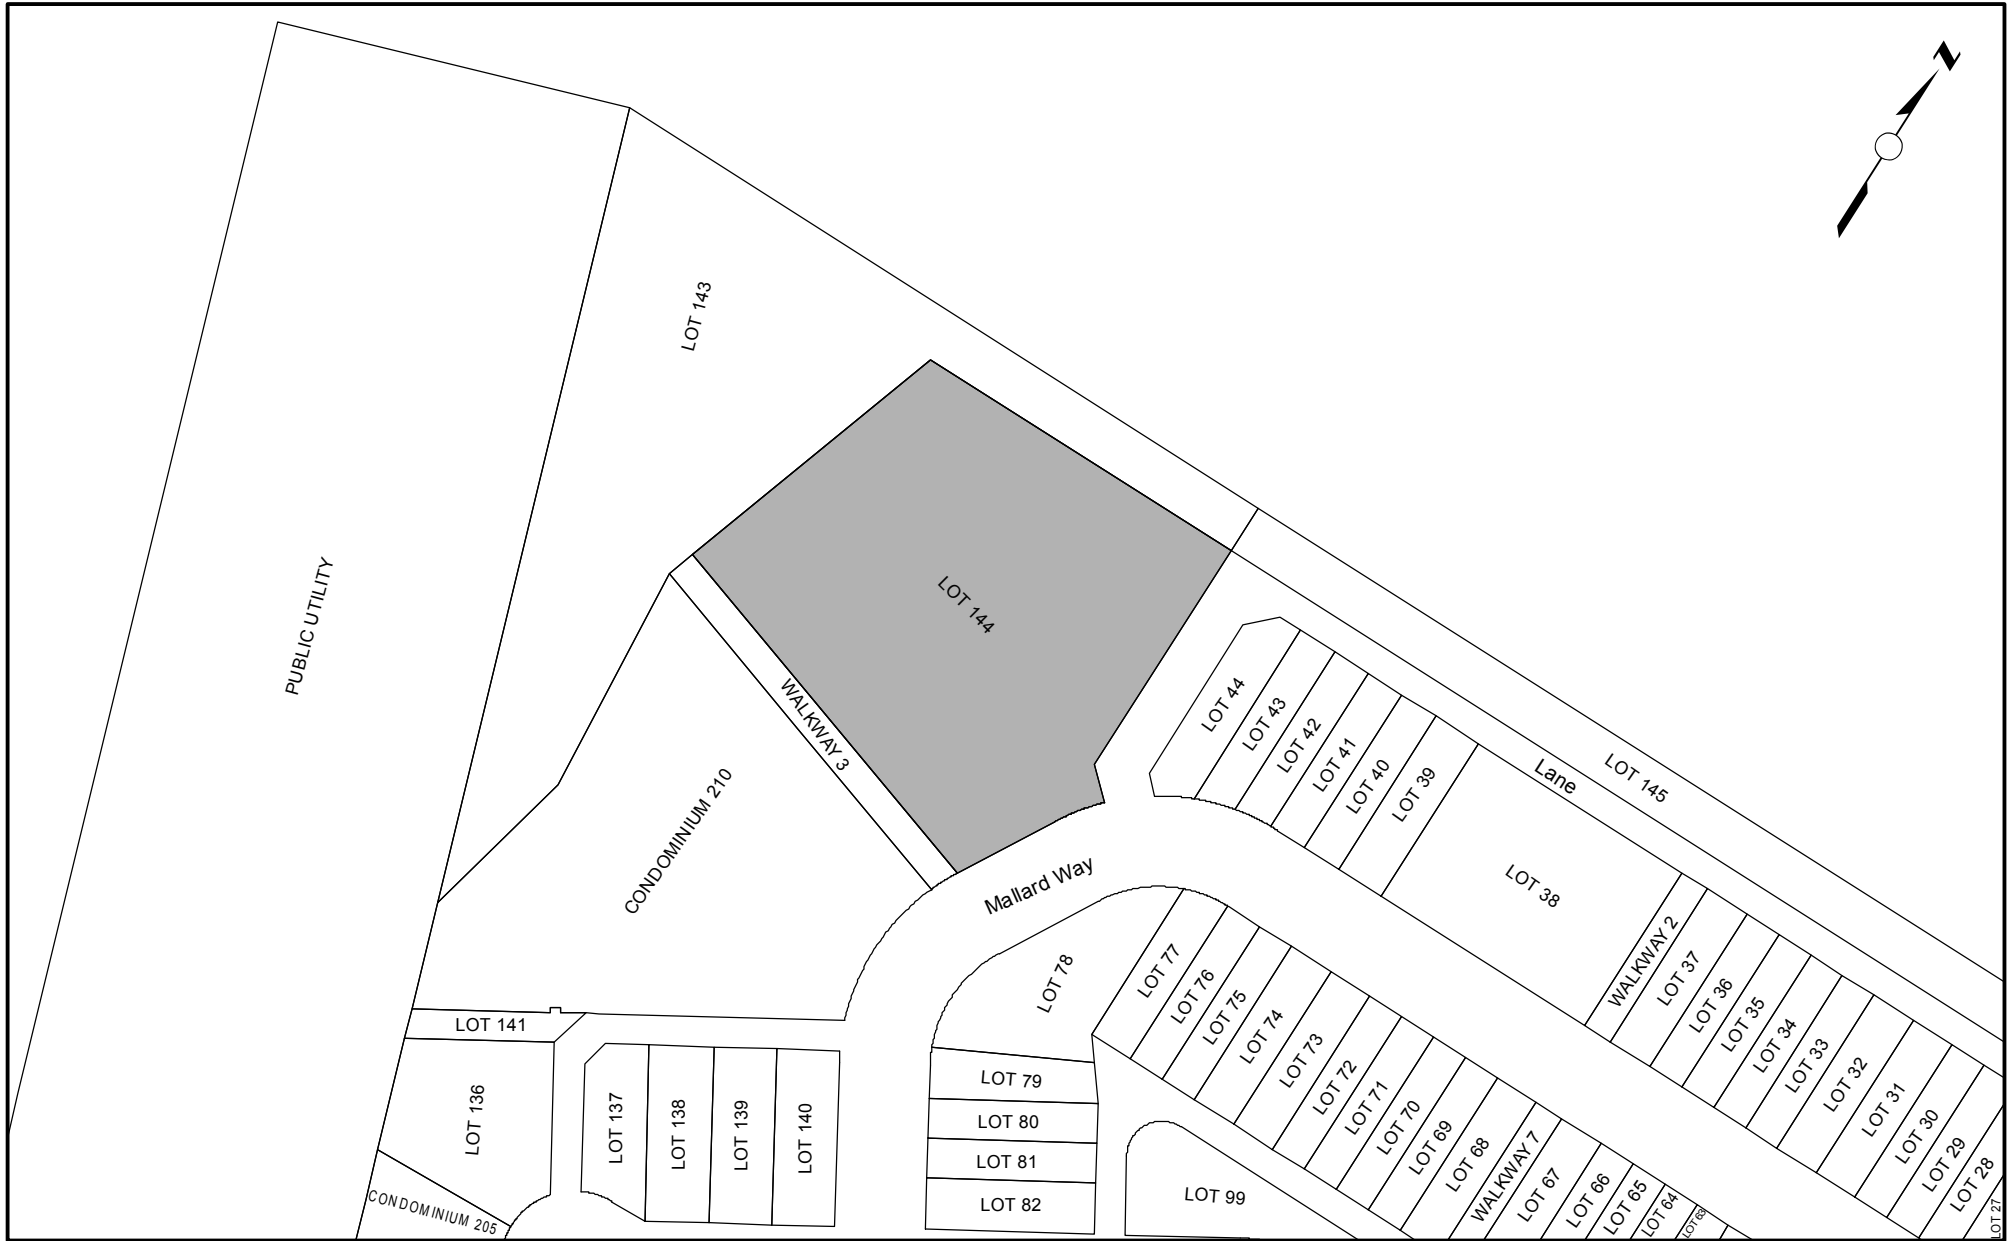 N
LOT 143
LOT 144
PUBLIC UTILITY
WALKWAY 3
CONDOMINIUM 210
Mallard Way
LOT 44
LOT 43
LOT 42
LOT 41
LOT 40
LOT 39
Lane
LOT 145
LOT 38
WALKWAY 2
LOT 37
LOT 36
LOT 35
LOT 34
LOT 33
LOT 32
LOT 31
LOT 30
LOT 29
LOT 28
LOT 27
LOT 78
LOT 77
LOT 76
LOT 75
LOT 74
LOT 73
LOT 72
LOT 71
LOT 70
LOT 69
LOT 68
WALKWAY 7
LOT 67
LOT 66
LOT 65
LOT 64
LOT 63
LOT 141
LOT 136
LOT 137
LOT 138
LOT 139
LOT 140
LOT 79
LOT 80
LOT 81
LOT 82
LOT 99
CONDOMINIUM 205